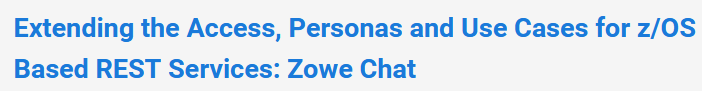 Extending the Access, Personas and Use Cases for z/OS
Based REST Services: Zowe Chat